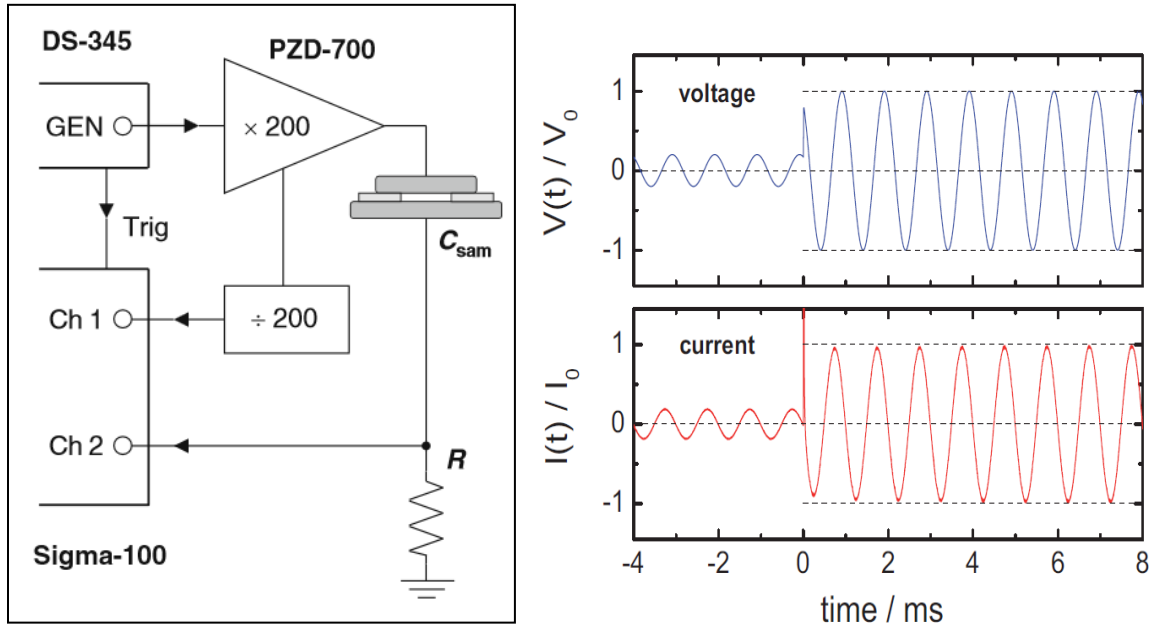 DS-345
PZD-700
GEN
× 200
Trig
C_sam
Ch 1
÷ 200
Ch 2
R
Sigma-100
V(t) / V_0
1
0
-1
voltage
I(t) / I_0
1
0
-1
current
-4 -2 0 2 4 6 8
time / ms